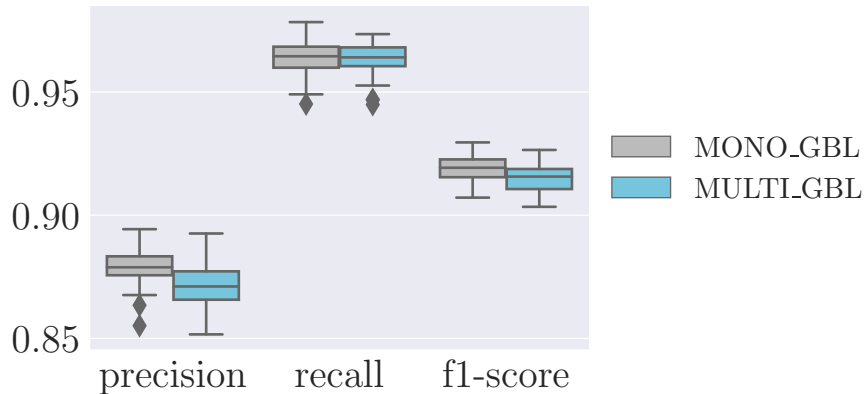 0.95
0.90
0.85
precision recall f1-score
MONO_GBL
MULTI_GBL